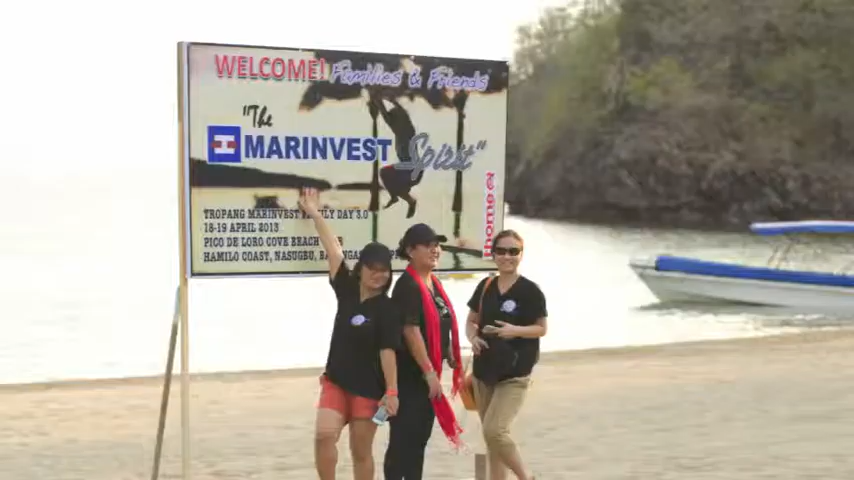 WELCOME! Families & Friends
"The
MARINVEST Spirit"
TROPANG MARINVEST FAMILY DAY 3.0
18-19 APRIL 2013
PICO DE LORO COVE BEACH
HAMILO COAST, NASUGBU,
@home